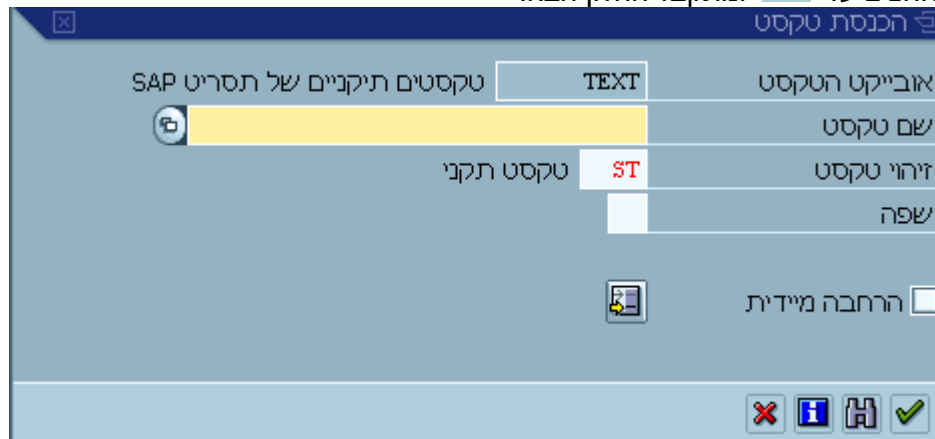 הכנסת טקסט
אובייקט הטקסט TEXT טקסטים תיקניים של תסריט SAP
שם טקסט
זיהוי טקסט ST טקסט תקני
שפה
הרחבה מיידית